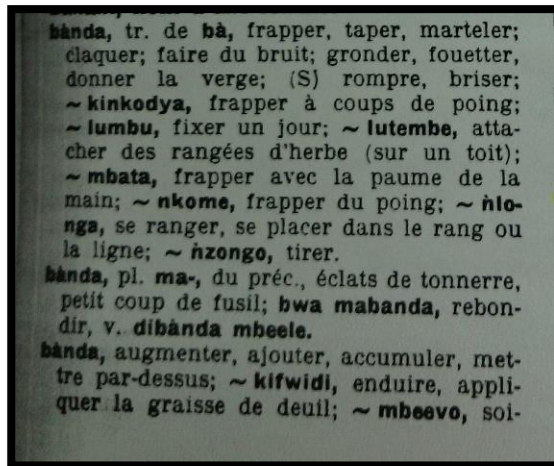 bànda, tr. de bà, frapper, taper, marteler;
claquer; faire du bruit; gronder, fouetter,
donner la verge; (S) rompre, briser;
~ kinkodya, frapper à coups de poing;
~ lumbu, fixer un jour; ~ lutembe, atta-
cher des rangées d'herbe (sur un toit);
~ mbata, frapper avec la paume de la
main; ~ nkome, frapper du poing; ~ ǹlo-
nga, se ranger, se placer dans le rang ou
la ligne; ~ ǹzongo, tirer.
bànda, pl. ma-, du préc., éclats de tonnerre,
petit coup de fusil; bwa mabanda, rebon-
dir, v. dibànda mbeele.
bànda, augmenter, ajouter, accumuler, met-
tre par-dessus; ~ kifwidi, enduire, appli-
quer la graisse de deuil; ~ mbeevo, soi-